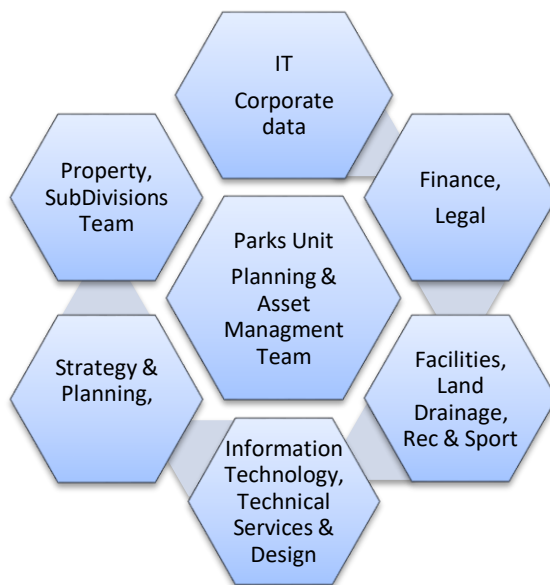 IT
Corporate
data
Property,
SubDivisions
Team
Finance,
Legal
Parks Unit
Planning &
Asset
Managment
Team
Strategy &
Planning,
Facilities,
Land
Drainage,
Rec & Sport
Information
Technology,
Technical
Services &
Design